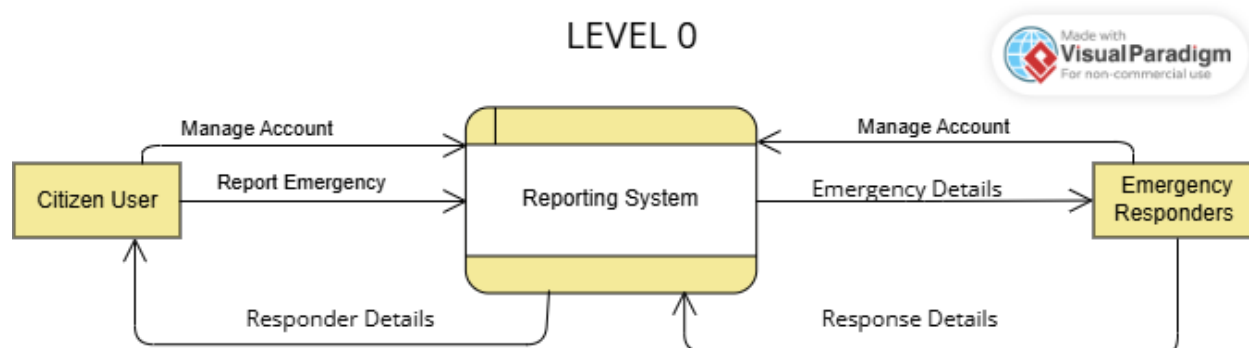 LEVEL 0
Made with
Visual Paradigm
For non-commercial use
Manage Account
Manage Account
Citizen User
Report Emergency
Reporting System
Emergency Details
Emergency
Responders
Responder Details
Response Details